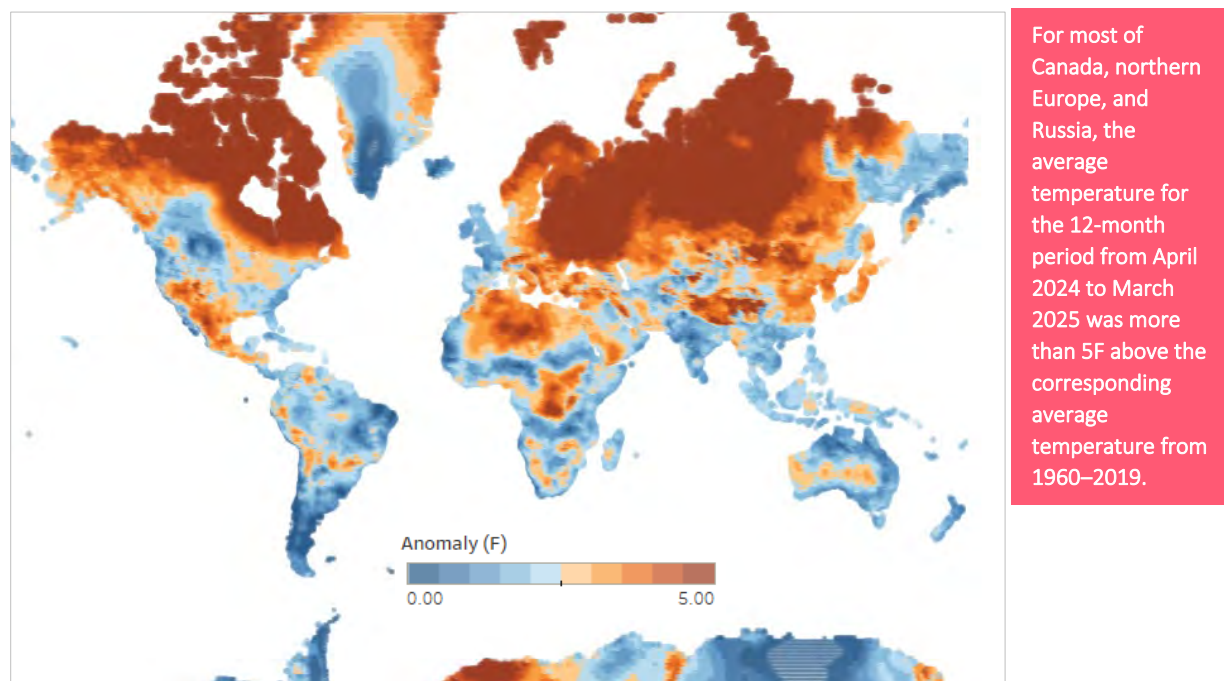 For most of
Canada, northern
Europe, and
Russia, the
average
temperature for
the 12-month
period from April
2024 to March
2025 was more
than 5F above the
corresponding
average
temperature from
1960–2019.
Anomaly (F)
0.00 5.00